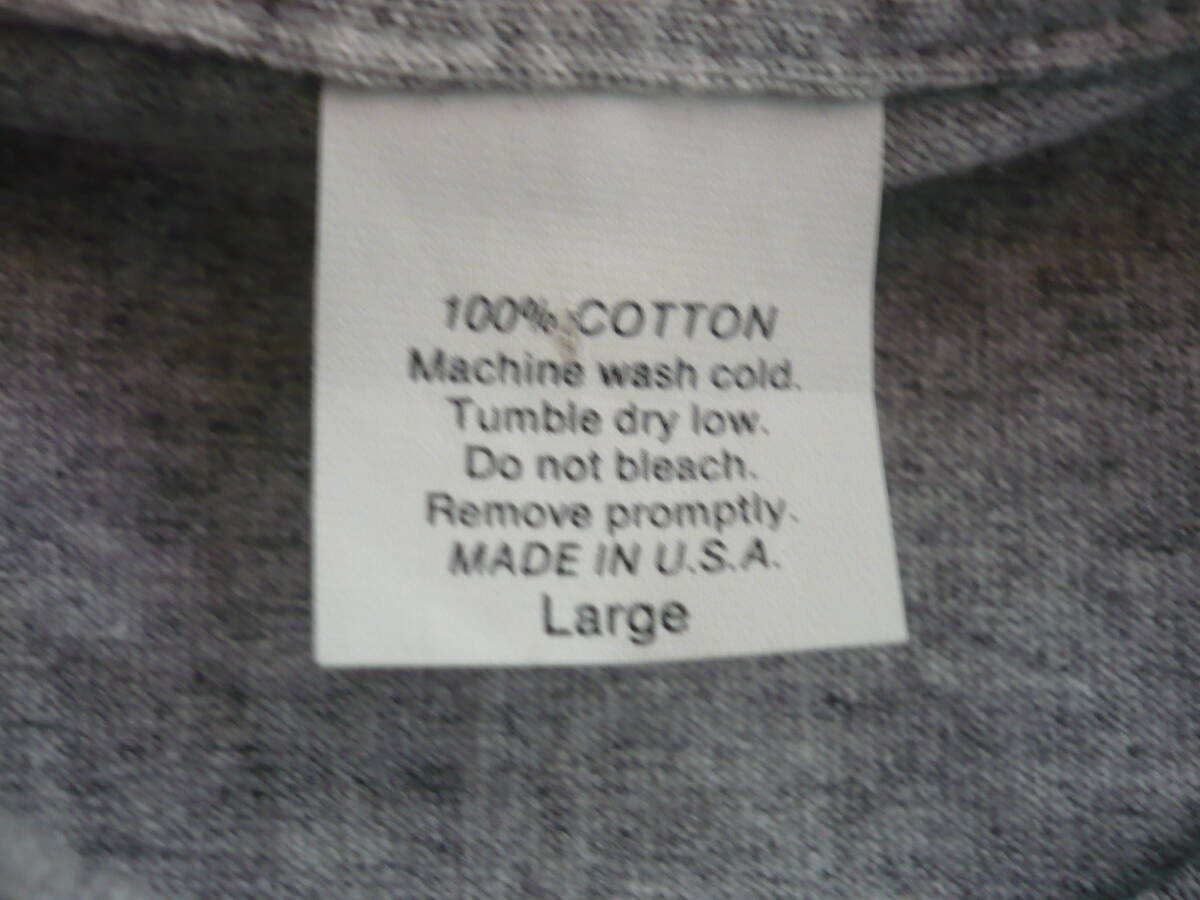 100% COTTON
Machine wash cold.
Tumble dry low.
Do not bleach.
Remove promptly.
MADE IN U.S.A.
Large